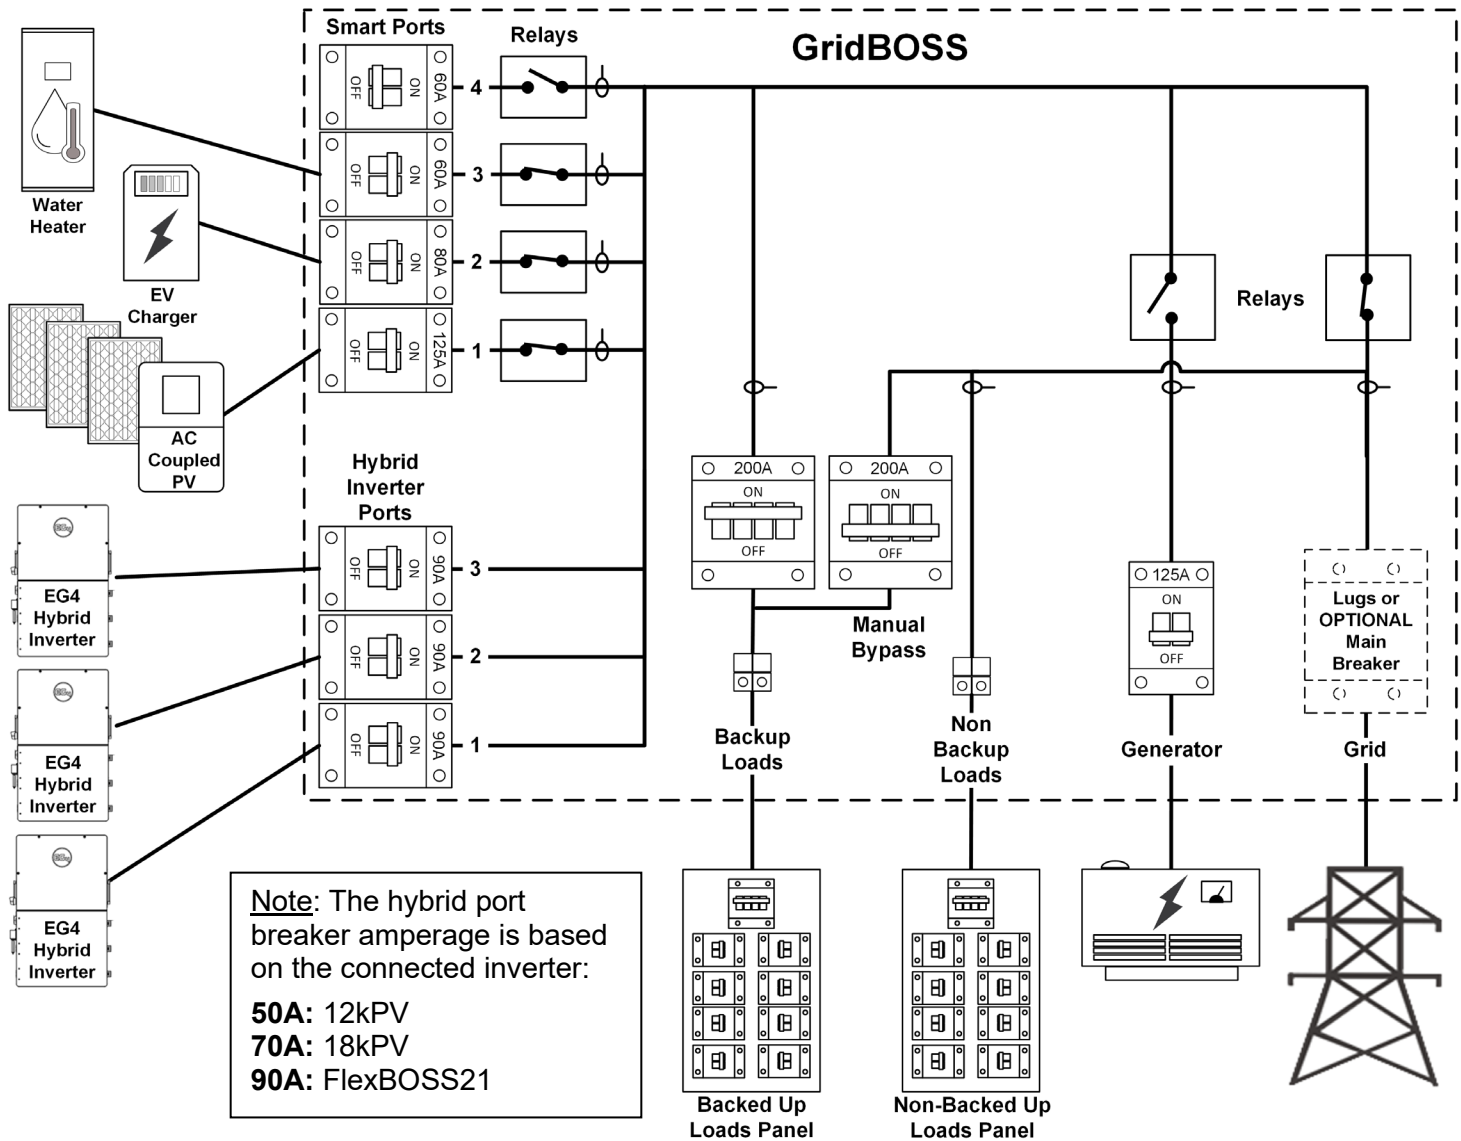 Smart Ports
Relays
GridBOSS
OFF
ON
60A
4
OFF
ON
60A
3
OFF
ON
80A
2
OFF
ON
125A
1
Water
Heater
EV
Charger
AC
Coupled
PV
Relays
Hybrid
Inverter
Ports
OFF
ON
90A
3
OFF
ON
90A
2
OFF
ON
90A
1
EG4
Hybrid
Inverter
EG4
Hybrid
Inverter
EG4
Hybrid
Inverter
200A
ON
OFF
200A
ON
OFF
Manual
Bypass
125A
ON
OFF
Lugs or
OPTIONAL
Main
Breaker
Backup
Loads
Non
Backup
Loads
Generator
Grid
Note: The hybrid port
breaker amperage is based
on the connected inverter:
50A: 12kPV
70A: 18kPV
90A: FlexBOSS21
Backed Up
Loads Panel
Non-Backed Up
Loads Panel